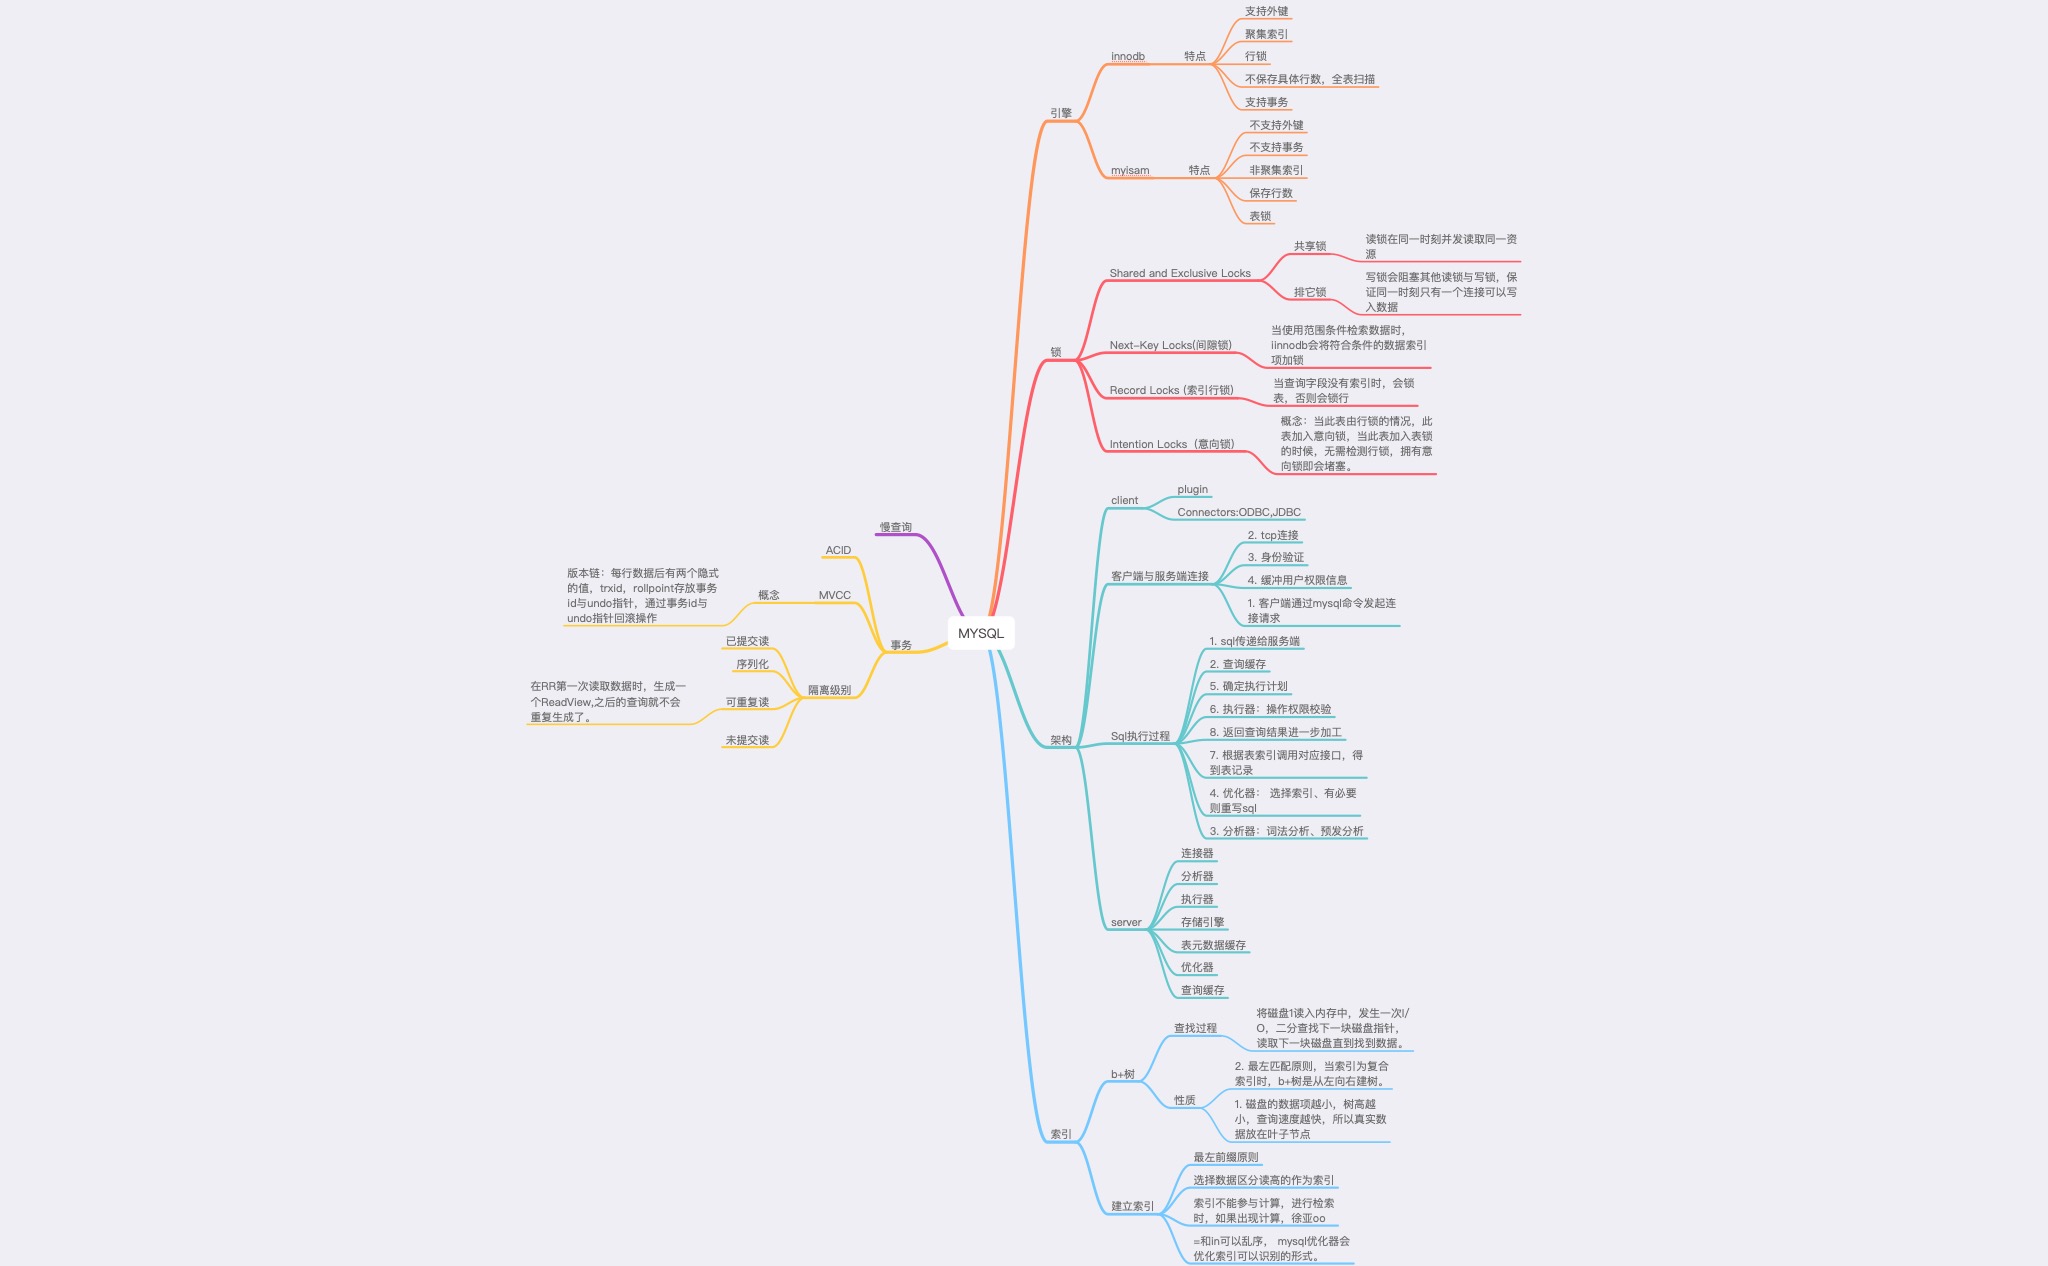 MYSQL
引擎
innodb
特点
支持外键
聚集索引
行锁
不保存具体行数，全表扫描
支持事务
myisam
特点
不支持外键
不支持事务
非聚集索引
保存行数
表锁
锁
Shared and Exclusive Locks
共享锁
读锁在同一时刻并发读取同一资
源
排它锁
写锁会阻塞其他读锁与写锁，保
证同一时刻只有一个连接可以写
入数据
Next-Key Locks(间隙锁)
当使用范围条件检索数据时，
iinnodb会将符合条件的数据索引
项加锁
Record Locks (索引行锁)
当查询字段没有索引时，会锁
表，否则会锁行
Intention Locks（意向锁）
概念：当此表由行锁的情况，此
表加入意向锁，当此表加入表锁
的时候，无需检测行锁，拥有意
向锁即会堵塞。
架构
client
plugin
Connectors:ODBC,JDBC
客户端与服务端连接
2. tcp连接
3. 身份验证
4. 缓冲用户权限信息
1. 客户端通过mysql命令发起连
接请求
Sql执行过程
1. sql传递给服务端
2. 查询缓存
5. 确定执行计划
6. 执行器：操作权限校验
8. 返回查询结果进一步加工
7. 根据表索引调用对应接口，得
到表记录
4. 优化器： 选择索引、有必要
则重写sql
3. 分析器：词法分析、预发分析
server
连接器
分析器
执行器
存储引擎
表元数据缓存
优化器
查询缓存
索引
b+树
查找过程
将磁盘1读入内存中，发生一次I/
O，二分查找下一块磁盘指针，
读取下一块磁盘直到找到数据。
性质
2. 最左匹配原则，当索引为复合
索引时，b+树是从左向右建树。
1. 磁盘的数据项越小，树高越
小，查询速度越快，所以真实数
据放在叶子节点
建立索引
最左前缀原则
选择数据区分读高的作为索引
索引不能参与计算，进行检索
时，如果出现计算，徐亚oo
=和in可以乱序， mysql优化器会
优化索引可以识别的形式。
慢查询
事务
ACID
MVCC
概念
版本链：每行数据后有两个隐式
的值，trxid，rollpoint存放事务
id与undo指针，通过事务id与
undo指针回滚操作
隔离级别
已提交读
序列化
可重复读
在RR第一次读取数据时，生成一
个ReadView,之后的查询就不会
重复生成了。
未提交读